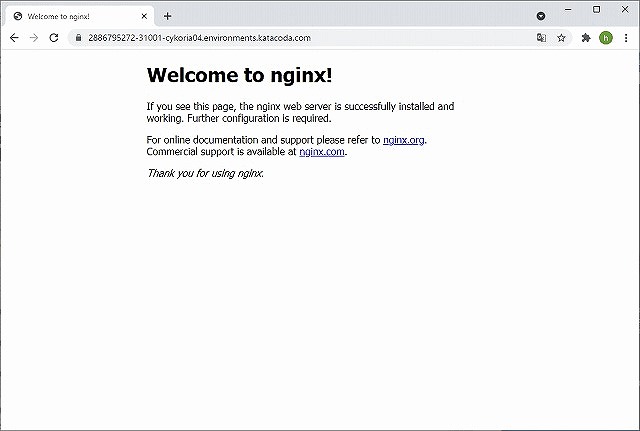 Welcome to nginx!
2886795272-31001-cykoria04.environments.katacoda.com
h
Welcome to nginx!
If you see this page, the nginx web server is successfully installed and
working. Further configuration is required.
For online documentation and support please refer to nginx.org.
Commercial support is available at nginx.com.
Thank you for using nginx.